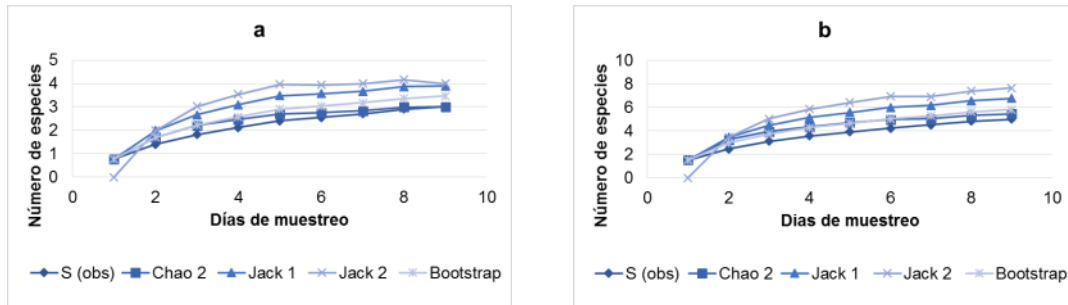 a
Número de especies
5
4
3
2
1
0
0 2 4 6 8 10
Días de muestreo
S (obs) Chao 2 Jack 1 Jack 2 Bootstrap
b
Número de especies
10
8
6
4
2
0
0 2 4 6 8 10
Dias de muestreo
S (obs) Chao 2 Jack 1 Jack 2 Bootstrap